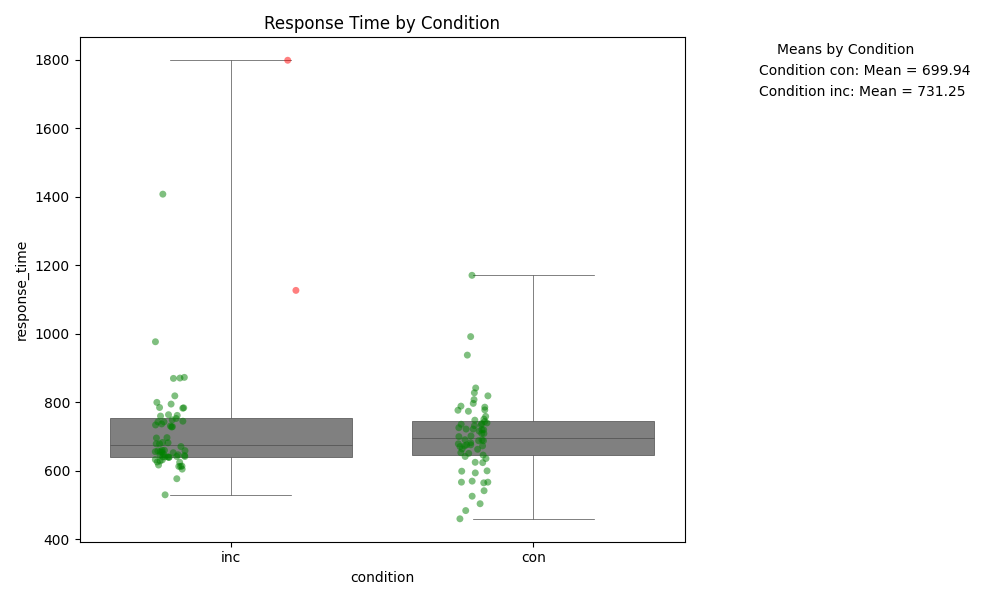 Response Time by Condition
Means by Condition
Condition con: Mean = 699.94
Condition inc: Mean = 731.25
1800
1600
1400
1200
1000
800
600
400
response_time
inc
con
condition